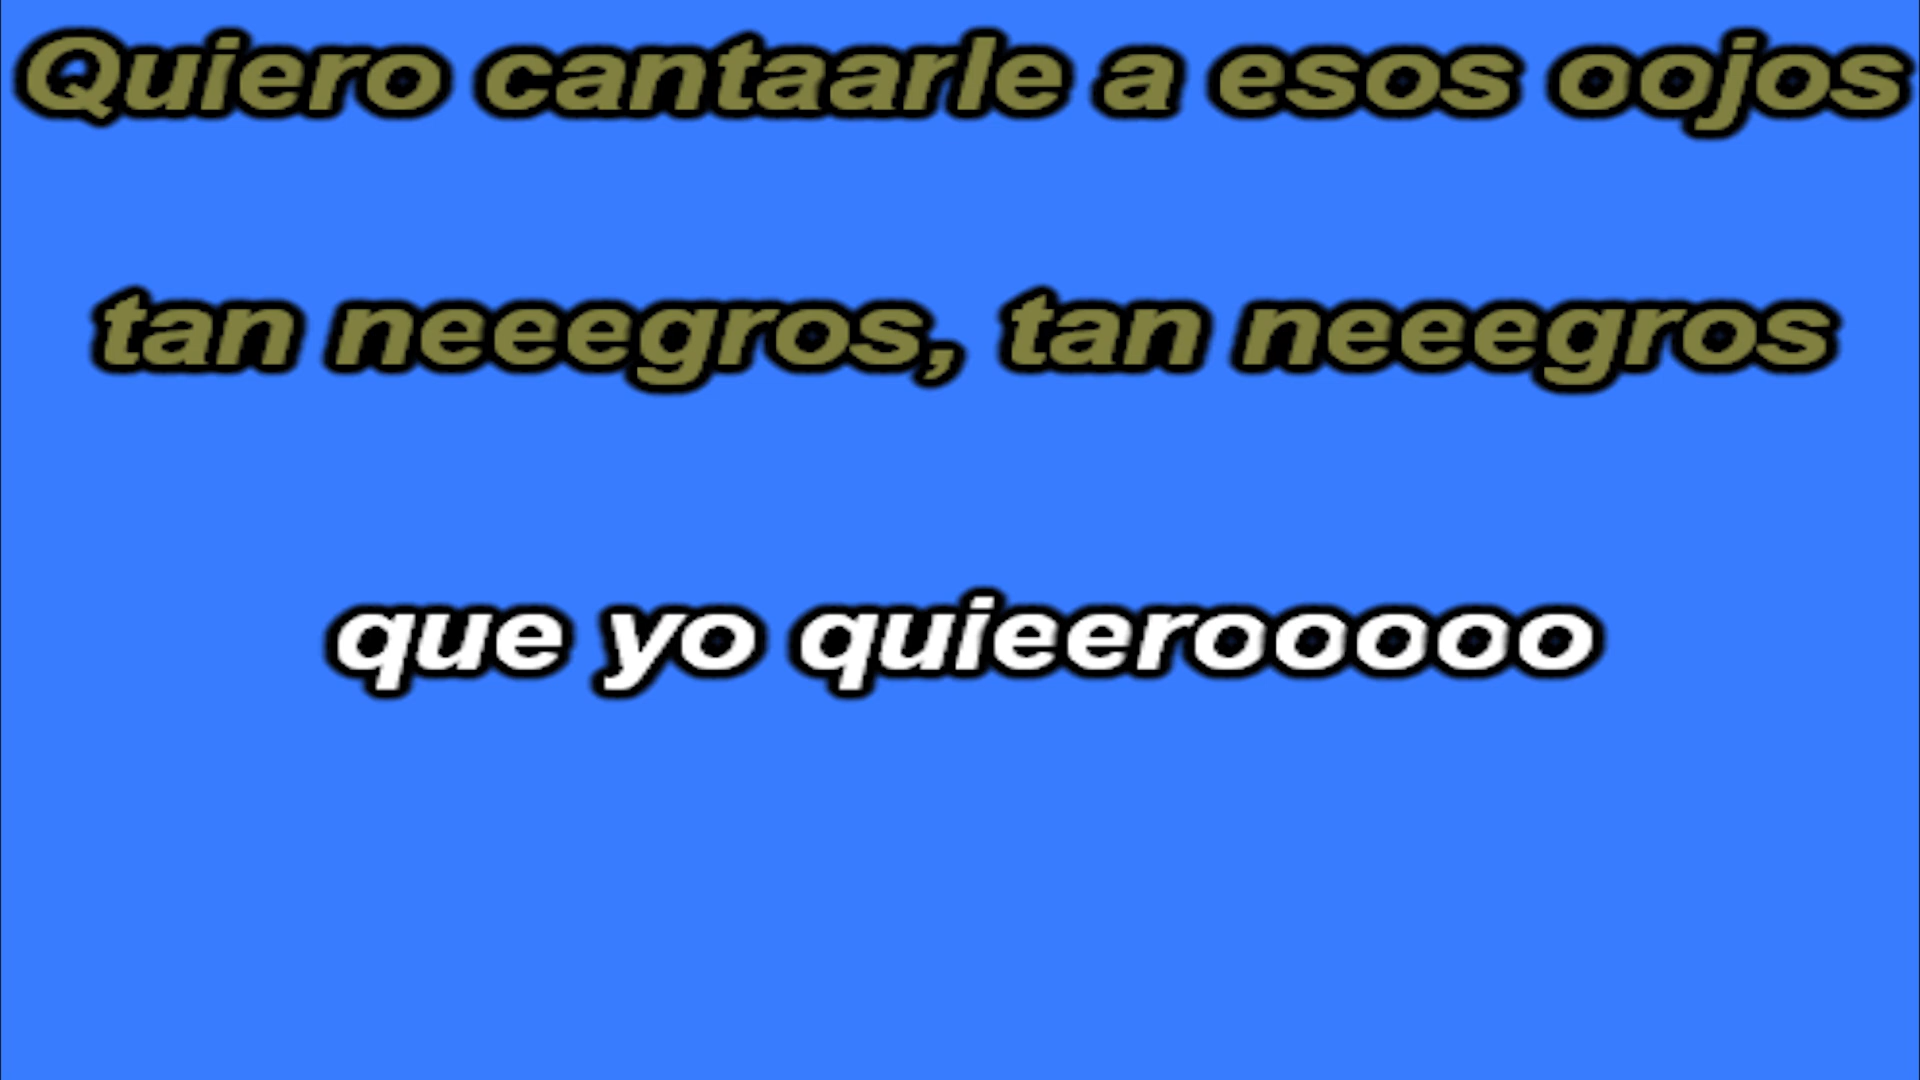 Quiero cantaarle a esos oojos
tan neeegros, tan neeegros
que yo quieerooooo